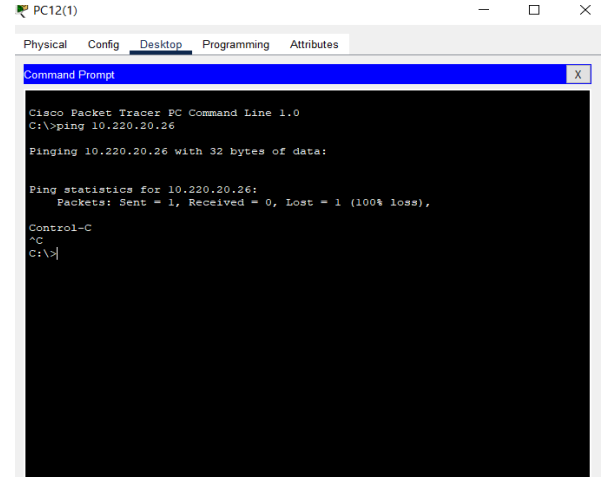 PC12(1)
Physical Config Desktop Programming Attributes
Command Prompt X
Cisco Packet Tracer PC Command Line 1.0
C:\>ping 10.220.20.26
Pinging 10.220.20.26 with 32 bytes of data:
Ping statistics for 10.220.20.26:
Packets: Sent = 1, Received = 0, Lost = 1 (100% loss),
Control-C
^C
C:\>